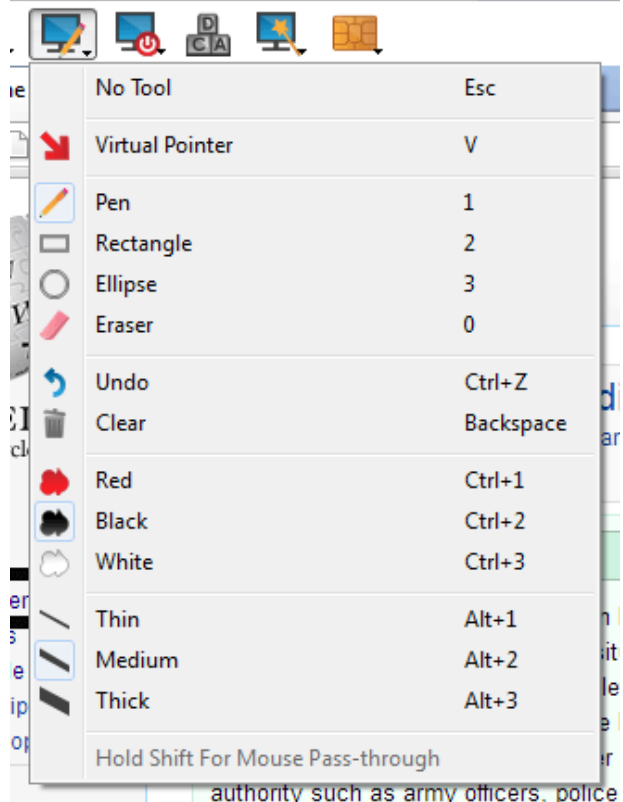 D
C A
No Tool Esc
Virtual Pointer V
Pen 1
Rectangle 2
Ellipse 3
Eraser 0
Undo Ctrl+Z
Clear Backspace
Red Ctrl+1
Black Ctrl+2
White Ctrl+3
Thin Alt+1
Medium Alt+2
Thick Alt+3
Hold Shift For Mouse Pass-through
authority such as army officers, police